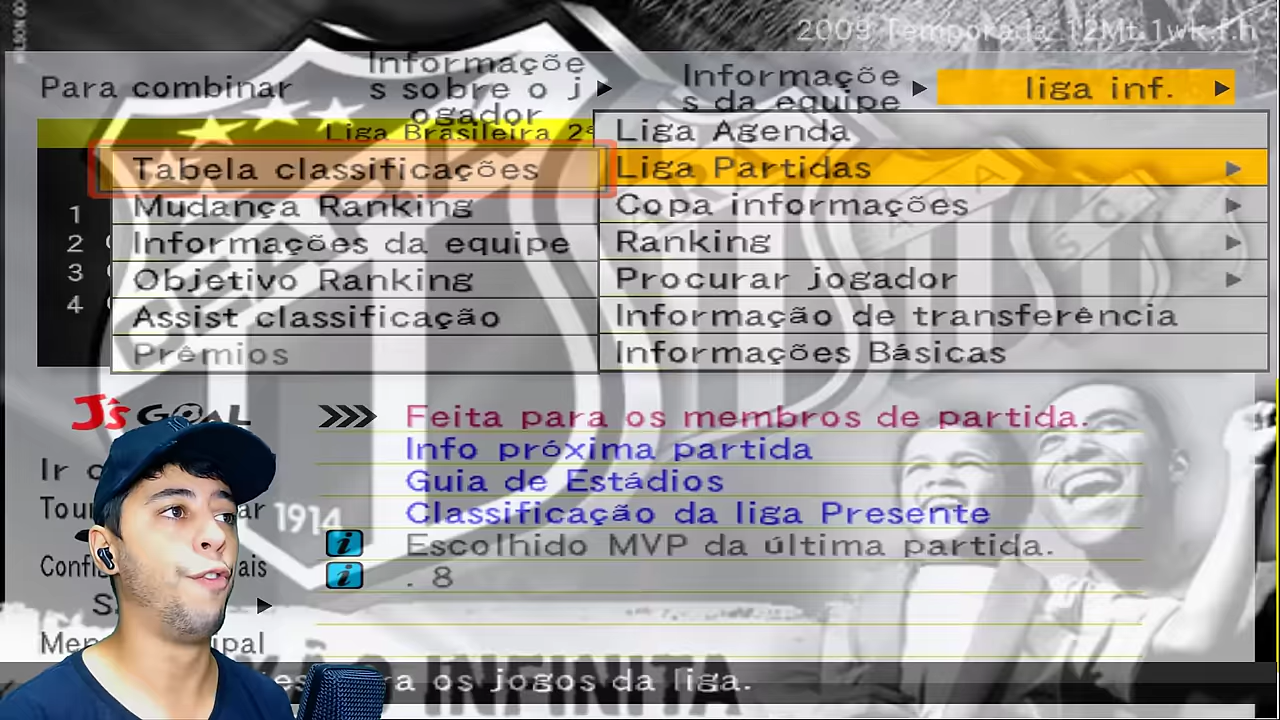 2009 Temporada 12Mt.1wk.f.h
Para combinar
Informaçõe
s sobre o j
ogador
Informaçõe
s da equipe
liga inf.
Liga Brasileira 2ª
Liga Agenda
Tabela classificações
Liga Partidas
Mudança Ranking
Copa informações
Informações da equipe
Ranking
Objetivo Ranking
Procurar jogador
Assist classificação
Informação de transferência
Prêmios
Informações Básicas
1
2
3
4
J's GOAL
Feita para os membros de partida.
Info próxima partida
Guia de Estádios
Classificação da liga Presente
Escolhido MVP da última partida.
. 8
Ir
1914
INFINITA
ra os jogos da liga.